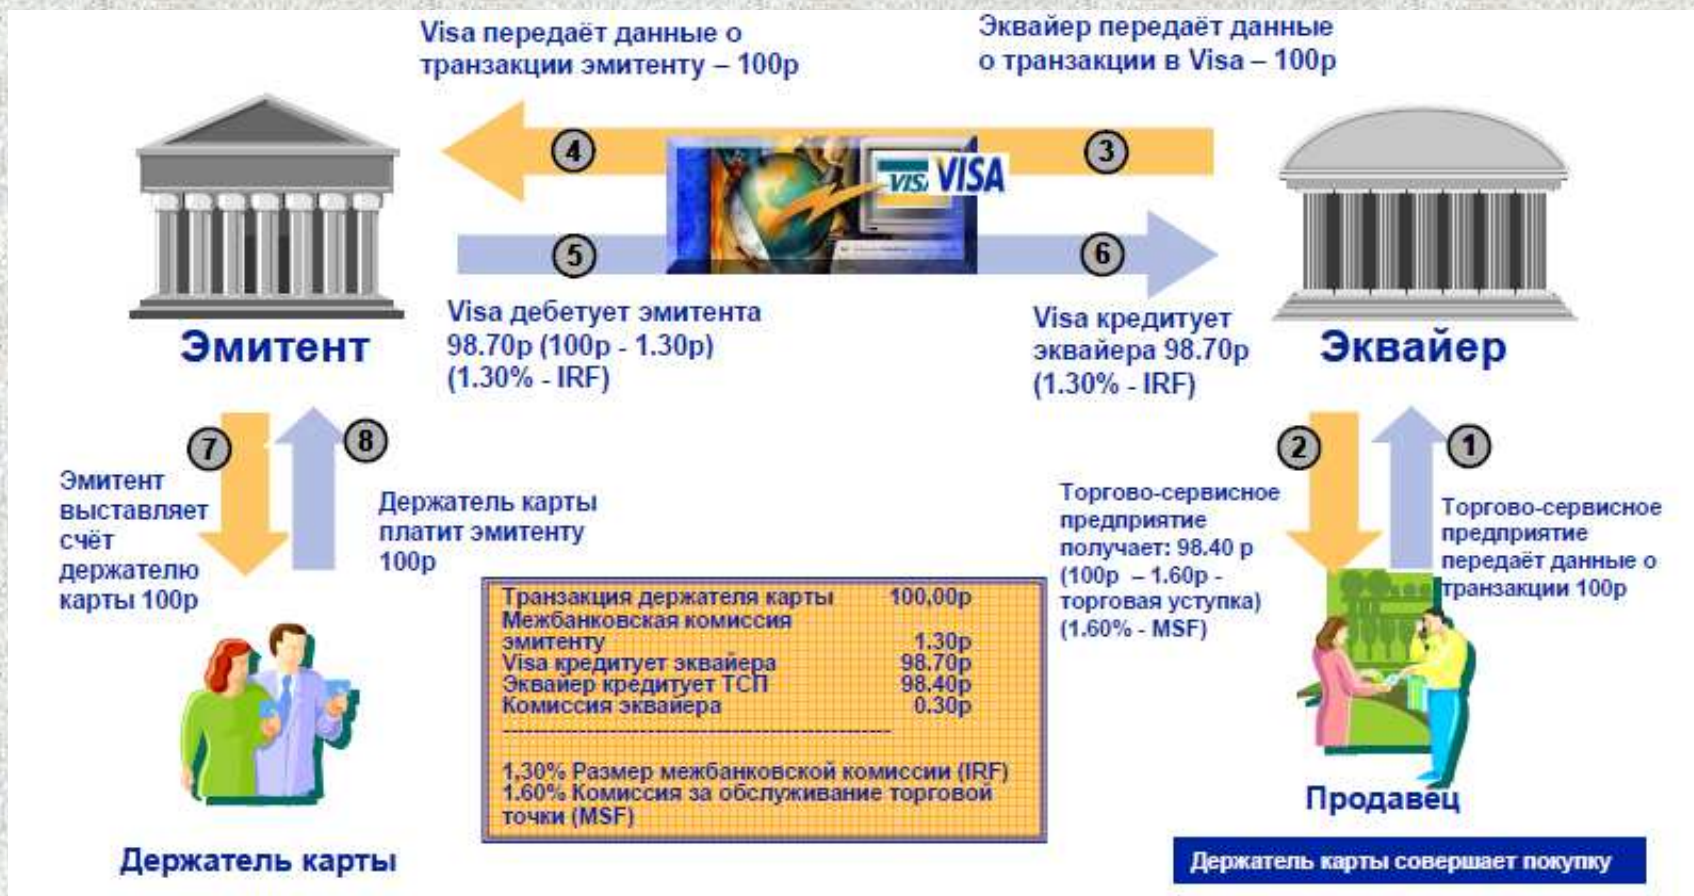 Visa передаёт данные о
транзакции эмитенту – 100р
Эквайер передаёт данные
о транзакции в Visa – 100р
4
3
VISA
VISA
5
6
Visa дебетует эмитента
98.70р (100р - 1.30р)
(1.30% - IRF)
Visa кредитует
эквайера 98.70р
(1.30% - IRF)
Эмитент
Эквайер
7
8
2
1
Эмитент
выставляет
счёт
держателю
карты 100р
Держатель карты
платит эмитенту
100р
Торгово-сервисное
предприятие
получает: 98.40 р
(100р – 1.60р -
торговая уступка)
(1.60% - MSF)
Торгово-сервисное
предприятие
передаёт данные о
транзакции 100р
Транзакция держателя карты 100,00р
Межбанковская комиссия
эмитенту 1.30р
Visa кредитует эквайера 98.70р
Эквайер кредитует ТСП 98.40р
Комиссия эквайера 0.30р
-----------------------------------------------------
1,30% Размер межбанковской комиссии (IRF)
1.60% Комиссия за обслуживание торговой
точки (MSF)
Держатель карты
Продавец
Держатель карты совершает покупку